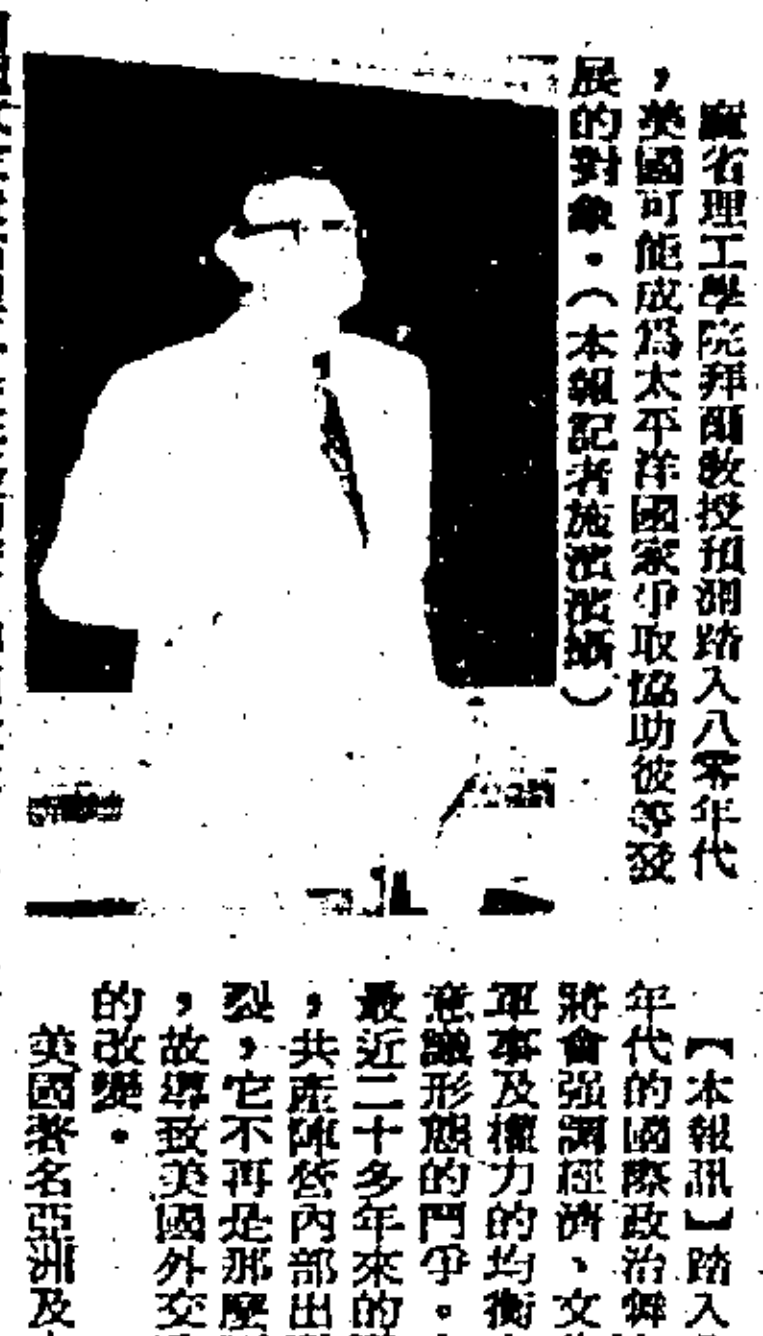 麻省理工學院拜爾敎授預測踏入八零年代
，美國可能成爲太平洋國家爭取協助彼等發
展的對象。（本報記者施濱濱攝）
【本報訊】踏入
年代的國際政治舞
將會强調經濟、文
軍事及權力的均衡
意識形態的鬥爭。
最近二十多年來的
，共產陣營內部出
裂，它不再是那麼
，故導致美國外交
的改變。
美國著名亞洲及